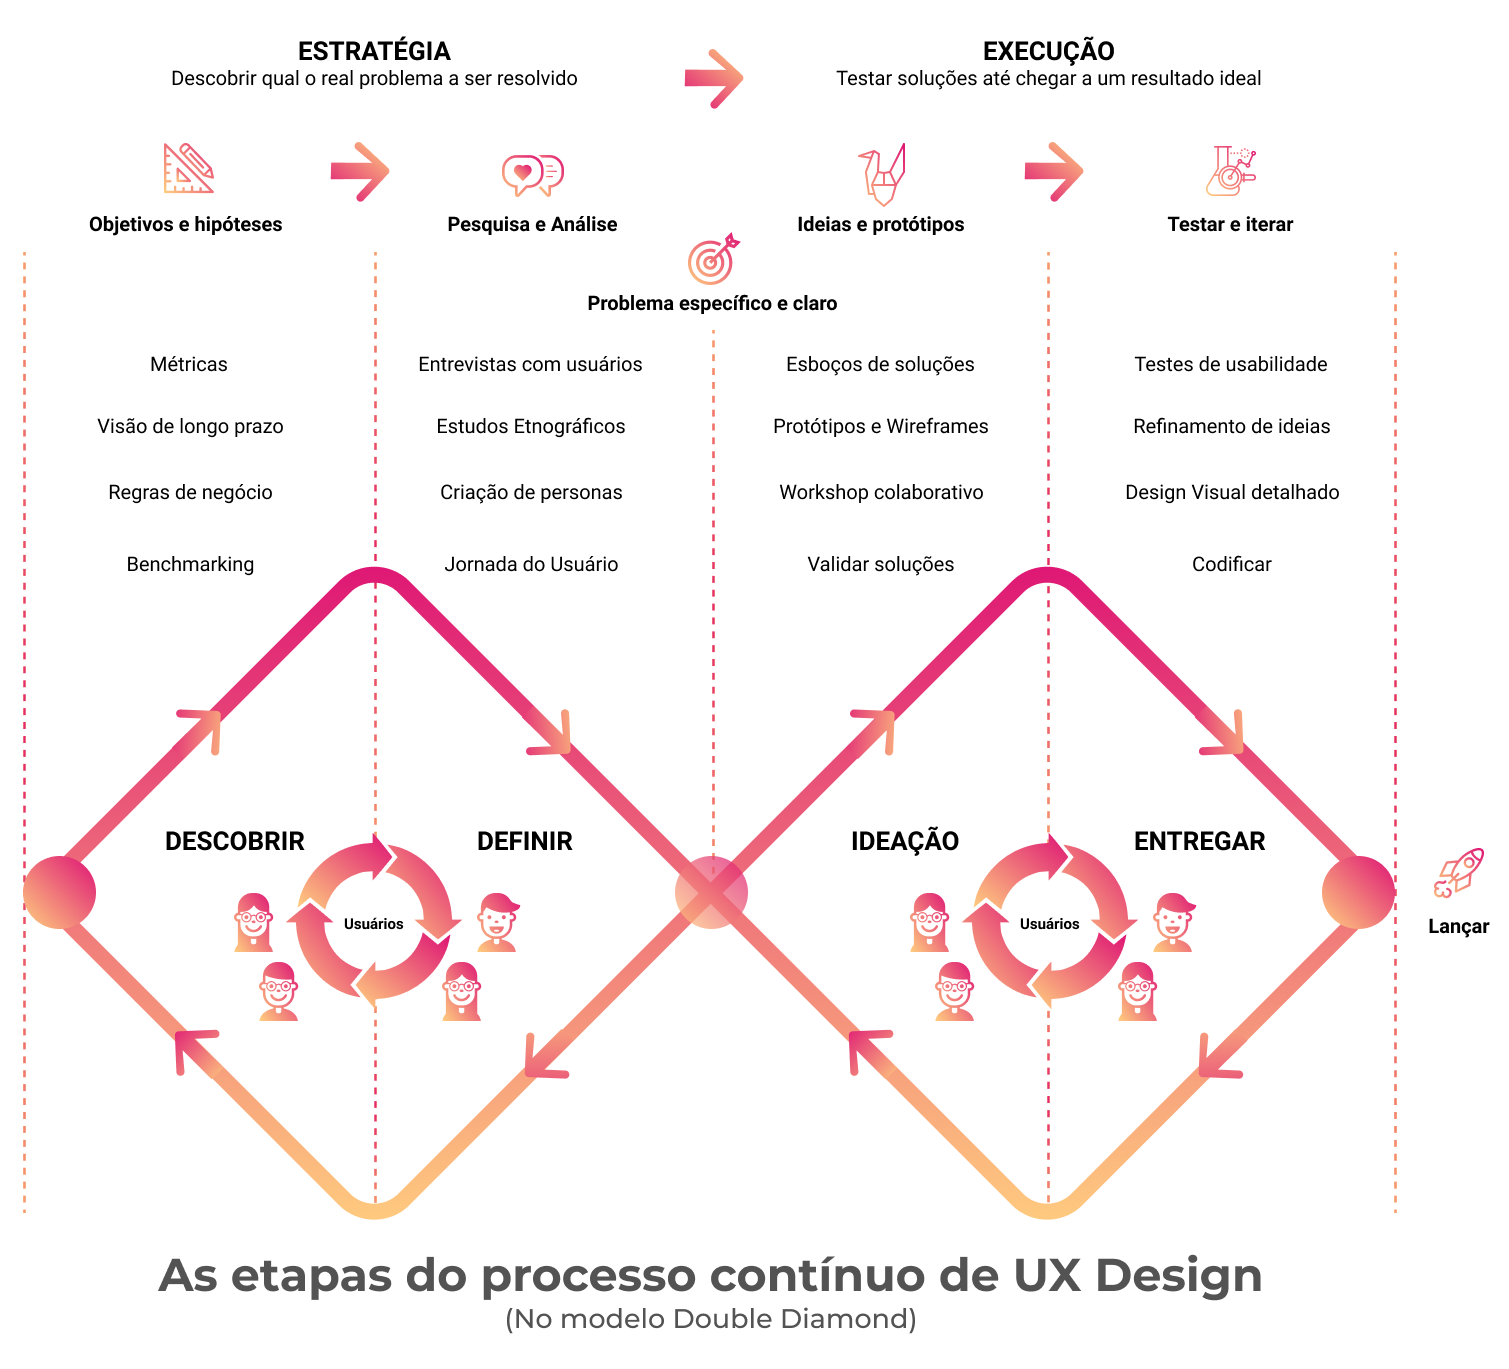 ESTRATÉGIA
Descobrir qual o real problema a ser resolvido
EXECUÇÃO
Testar soluções até chegar a um resultado ideal
Objetivos e hipóteses
Pesquisa e Análise
Ideias e protótipos
Testar e iterar
Problema específico e claro
Métricas
Entrevistas com usuários
Esboços de soluções
Testes de usabilidade
Visão de longo prazo
Estudos Etnográficos
Protótipos e Wireframes
Refinamento de ideias
Regras de negócio
Criação de personas
Workshop colaborativo
Design Visual detalhado
Benchmarking
Jornada do Usuário
Validar soluções
Codificar
DESCOBRIR
DEFINIR
IDEAÇÃO
ENTREGAR
Usuários
Usuários
Lançar
As etapas do processo contínuo de UX Design
(No modelo Double Diamond)